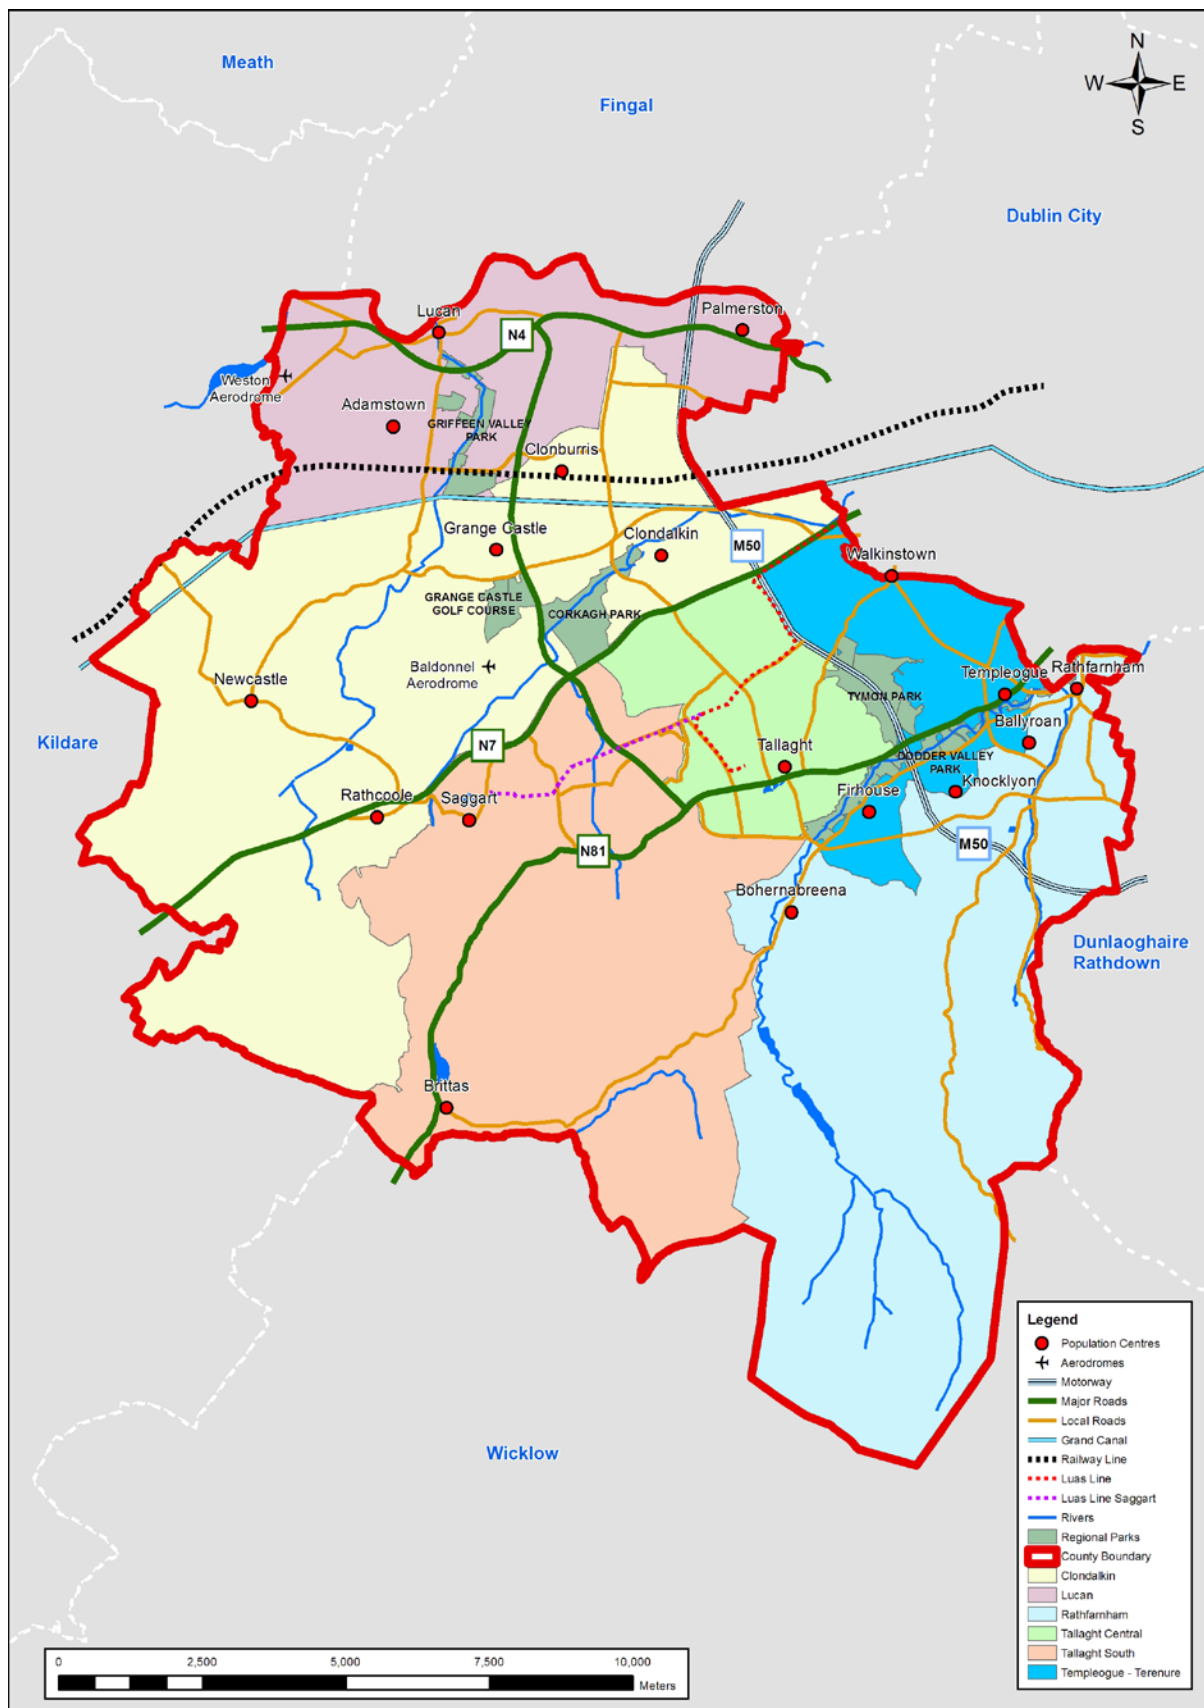 Meath
Fingal
N
W
E
S
Dublin City
Lucan
N4
Palmerston
Weston
Aerodrome
Adamstown
GRIFFEEN VALLEY
PARK
Clonburris
Grange Castle
Clondalkin
M50
Walkinstown
GRANGE CASTLE
GOLF COURSE
CORKAGH PARK
Baldonnel
Aerodrome
Newcastle
Templeogue
Rathfarnham
TYMON PARK
Ballyroan
Kildare
N7
Tallaght
DODDER VALLEY
PARK
Knocklyon
Firhouse
Rathcoole
Saggart
N81
M50
Bohernabreena
Dunlaoghaire
Rathdown
Brittas
Wicklow
Legend
Population Centres
Aerodromes
Motorway
Major Roads
Local Roads
Grand Canal
Railway Line
Luas Line
Luas Line Saggart
Rivers
Regional Parks
County Boundary
Clondalkin
Lucan
Rathfarnham
Tallaght Central
Tallaght South
Templeogue - Terenure
0
2,500
5,000
7,500
10,000
Meters